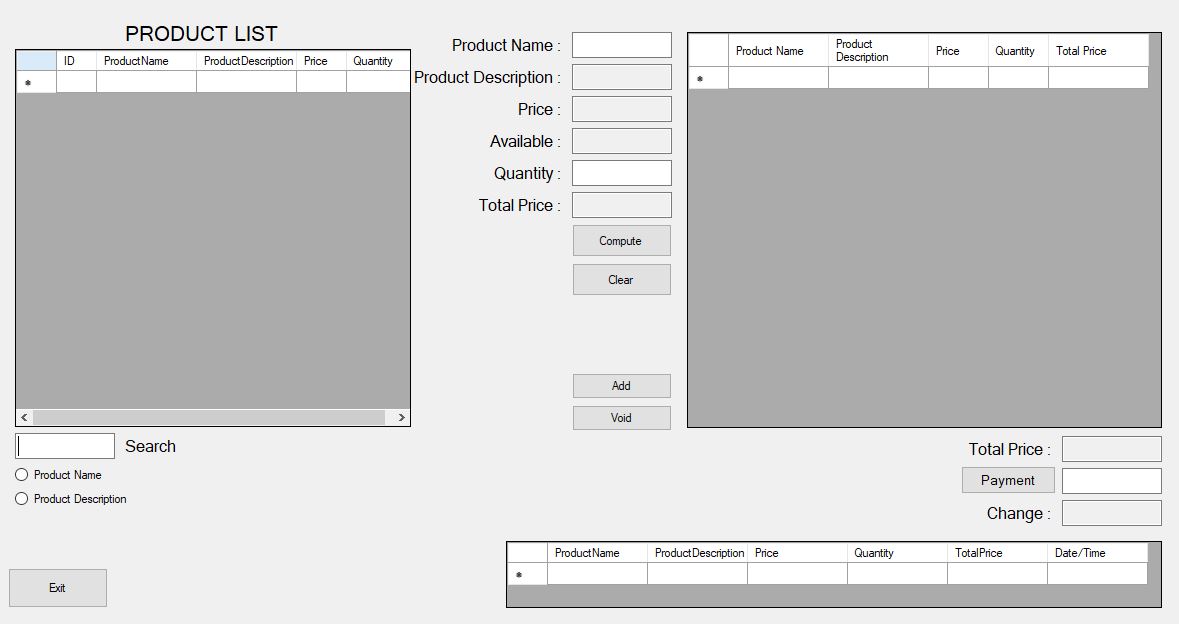 PRODUCT LIST
ID ProductName ProductDescription Price Quantity
Search
Product Name
Product Description
Exit
Product Name :
Product Description :
Price :
Available :
Quantity :
Total Price :
Compute
Clear
Add
Void
Product Name Product Description Price Quantity Total Price
Total Price :
Payment
Change :
ProductName ProductDescription Price Quantity TotalPrice Date/Time